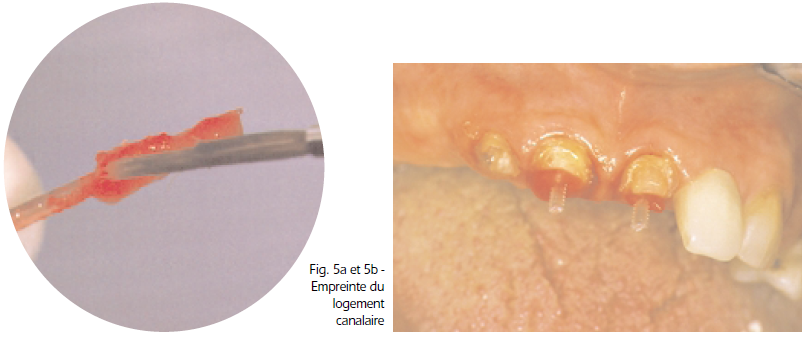 Fig. 5a et 5b -
Empreinte du
logement
canalaire